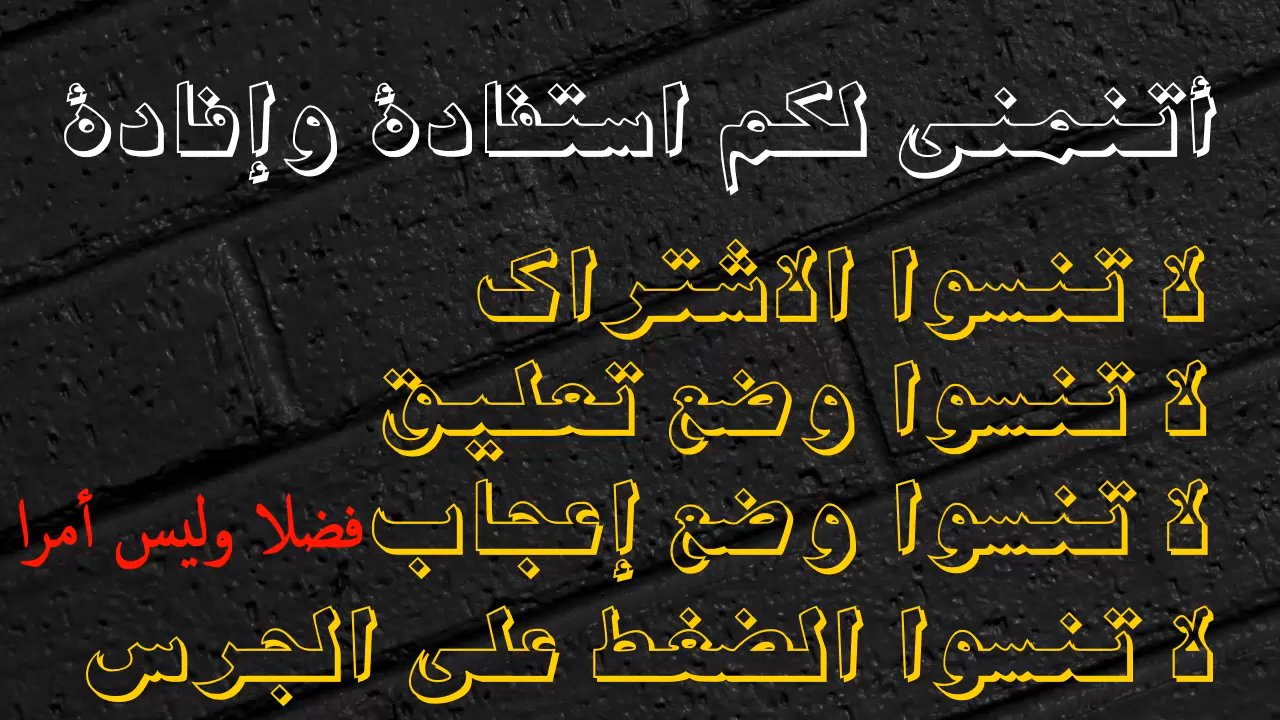 أتنمنى لكم استفادة وإفادة
لا تنسوا الاشتراك
لا تنسوا وضع تعليق
لا تنسوا وضع إعجاب فضلا وليس أمرا
لا تنسوا الضغط على الجرس